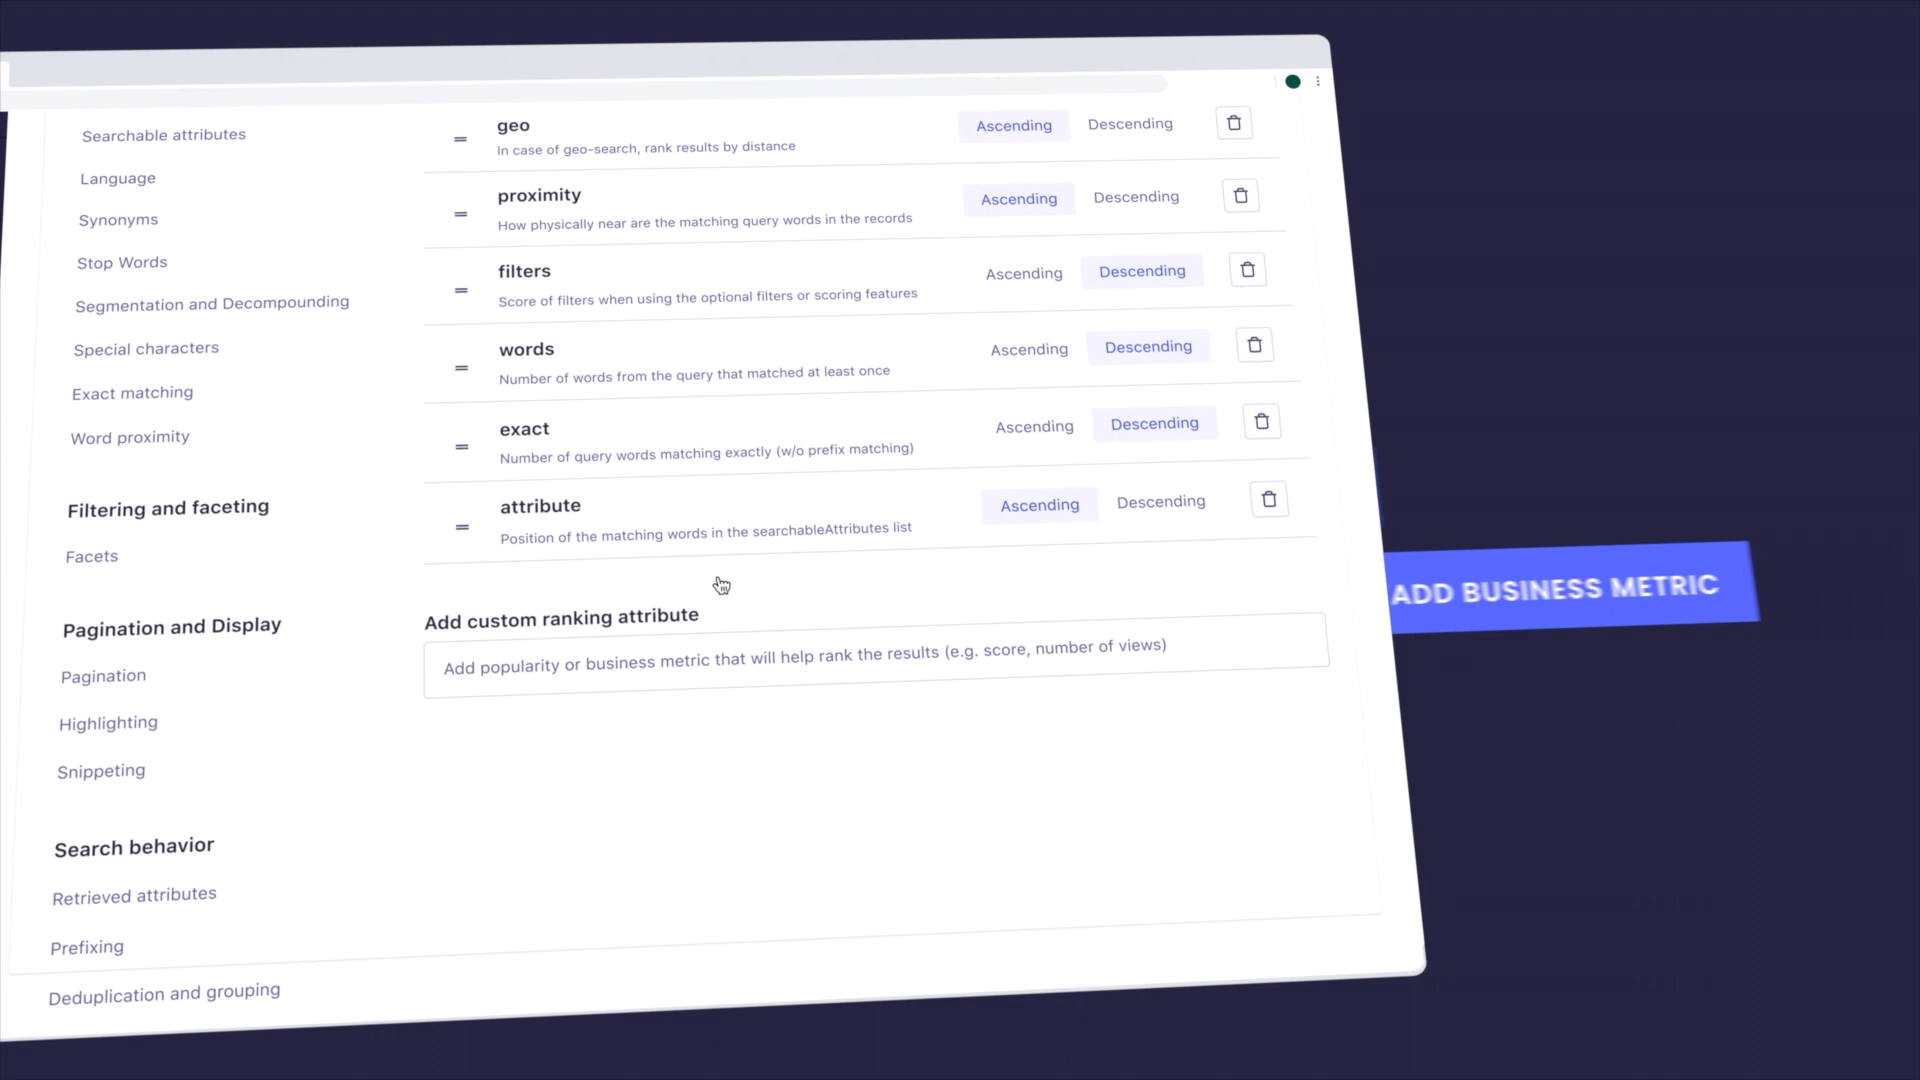 Searchable attributes
Language
Synonyms
Stop Words
Segmentation and Decompounding
Special characters
Exact matching
Word proximity
Filtering and faceting
Facets
Pagination and Display
Pagination
Highlighting
Snippeting
Search behavior
Retrieved attributes
Prefixing
Deduplication and grouping
geo
In case of geo-search, rank results by distance
Ascending Descending
proximity
How physically near are the matching query words in the records
Ascending Descending
filters
Score of filters when using the optional filters or scoring features
Ascending Descending
words
Number of words from the query that matched at least once
Ascending Descending
exact
Number of query words matching exactly (w/o prefix matching)
Ascending Descending
attribute
Position of the matching words in the searchableAttributes list
Ascending Descending
Add custom ranking attribute
Add popularity or business metric that will help rank the results (e.g. score, number of views)
ADD BUSINESS METRIC